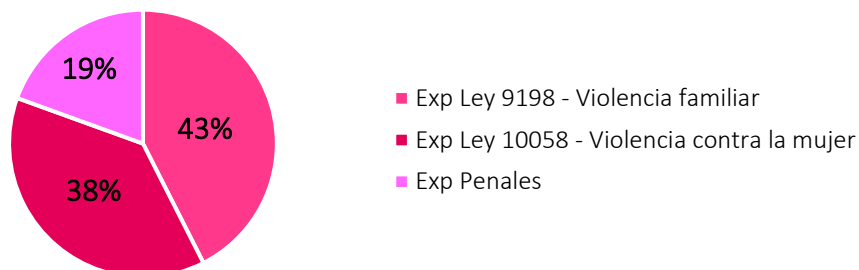 19%
43%
38%
Exp Ley 9198 - Violencia familiar
Exp Ley 10058 - Violencia contra la mujer
Exp Penales